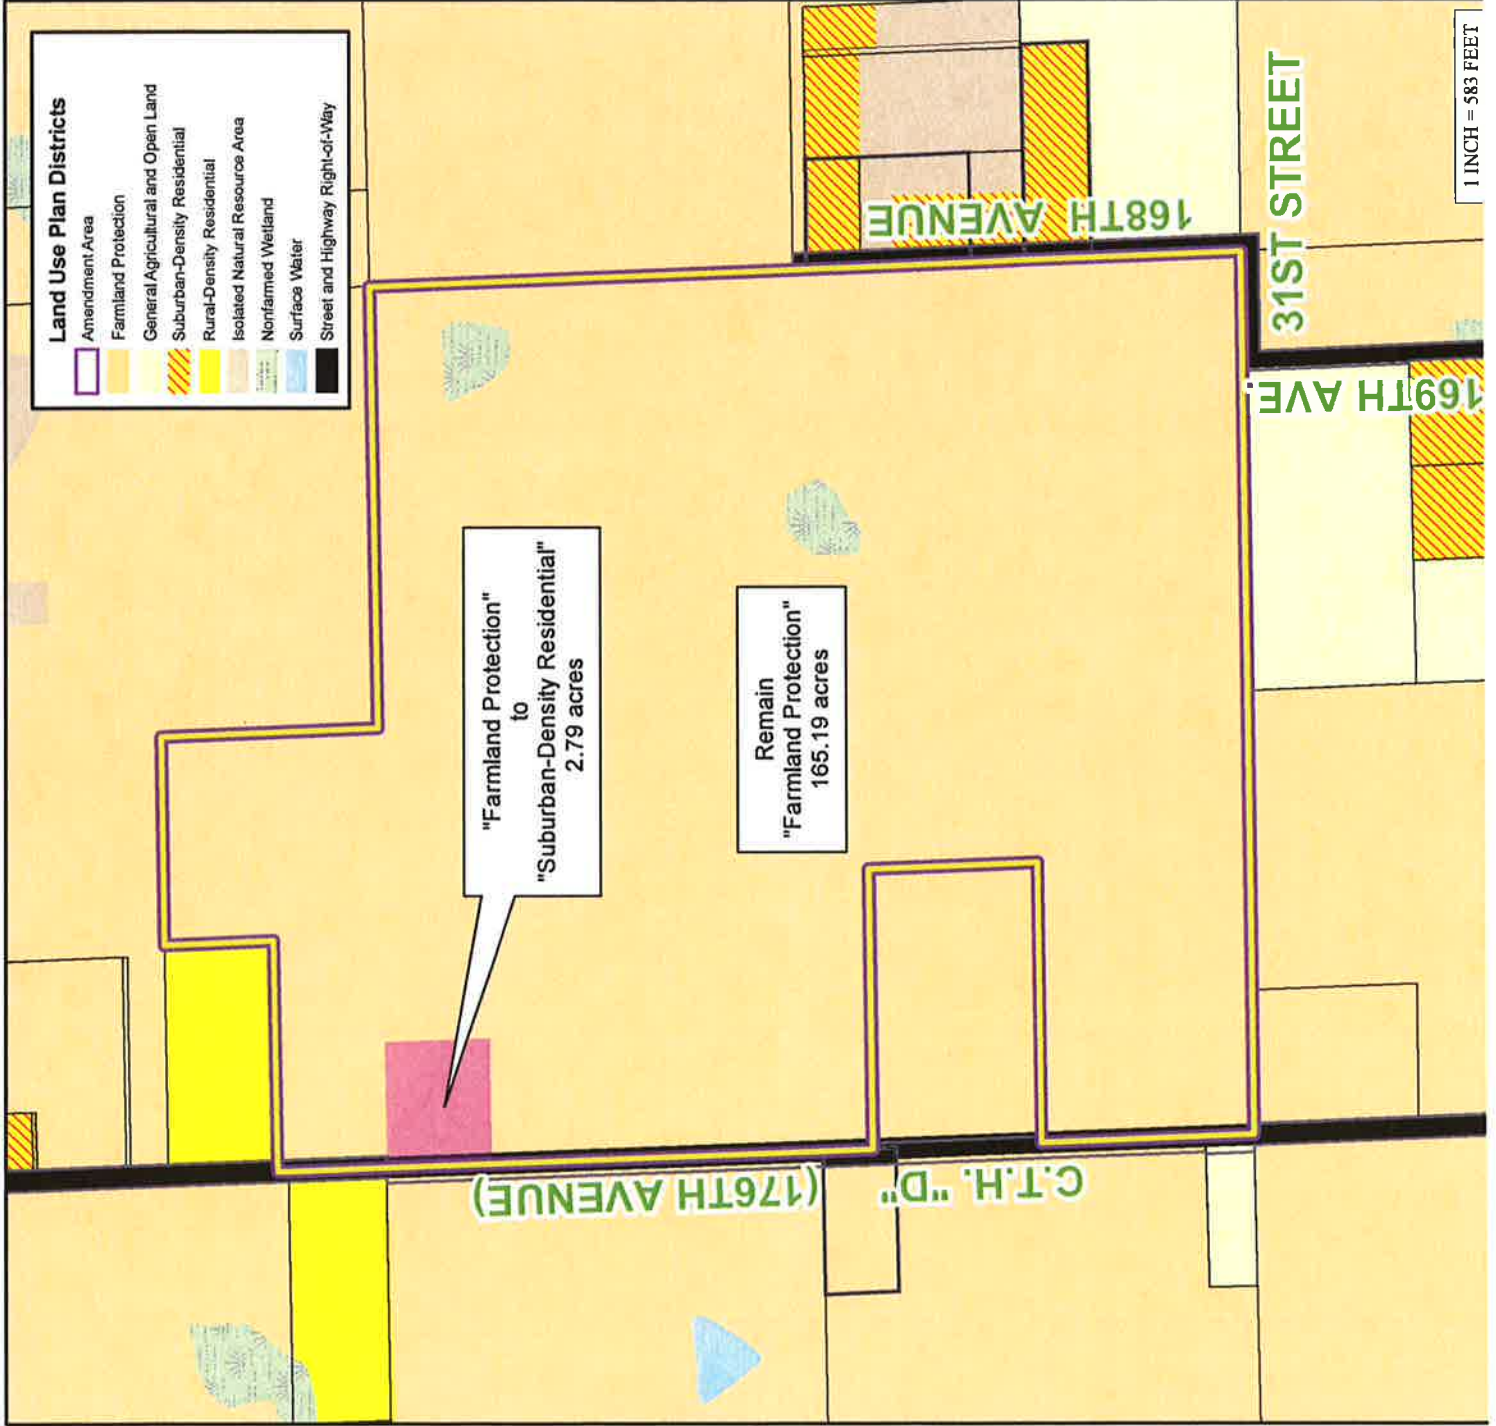 Land Use Plan Districts
Amendment Area
Farmland Protection
General Agricultural and Open Land
Suburban-Density Residential
Rural-Density Residential
Isolated Natural Resource Area
Nonfarmed Wetland
Surface Water
Street and Highway Right-of-Way
"Farmland Protection"
to
"Suburban-Density Residential"
2.79 acres
Remain
"Farmland Protection"
165.19 acres
168TH AVENUE
31ST STREET
169TH AVE.
(176TH AVENUE)
C.T.H. "D"
1 INCH = 583 FEET